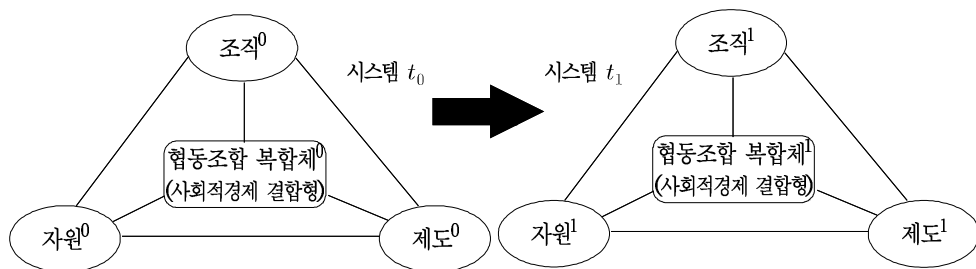 조직⁰
시스템 t₀
협동조합 복합체⁰
(사회적경제 결합형)
자원⁰
제도⁰
시스템 t₁
조직¹
협동조합 복합체¹
(사회적경제 결합형)
자원¹
제도¹